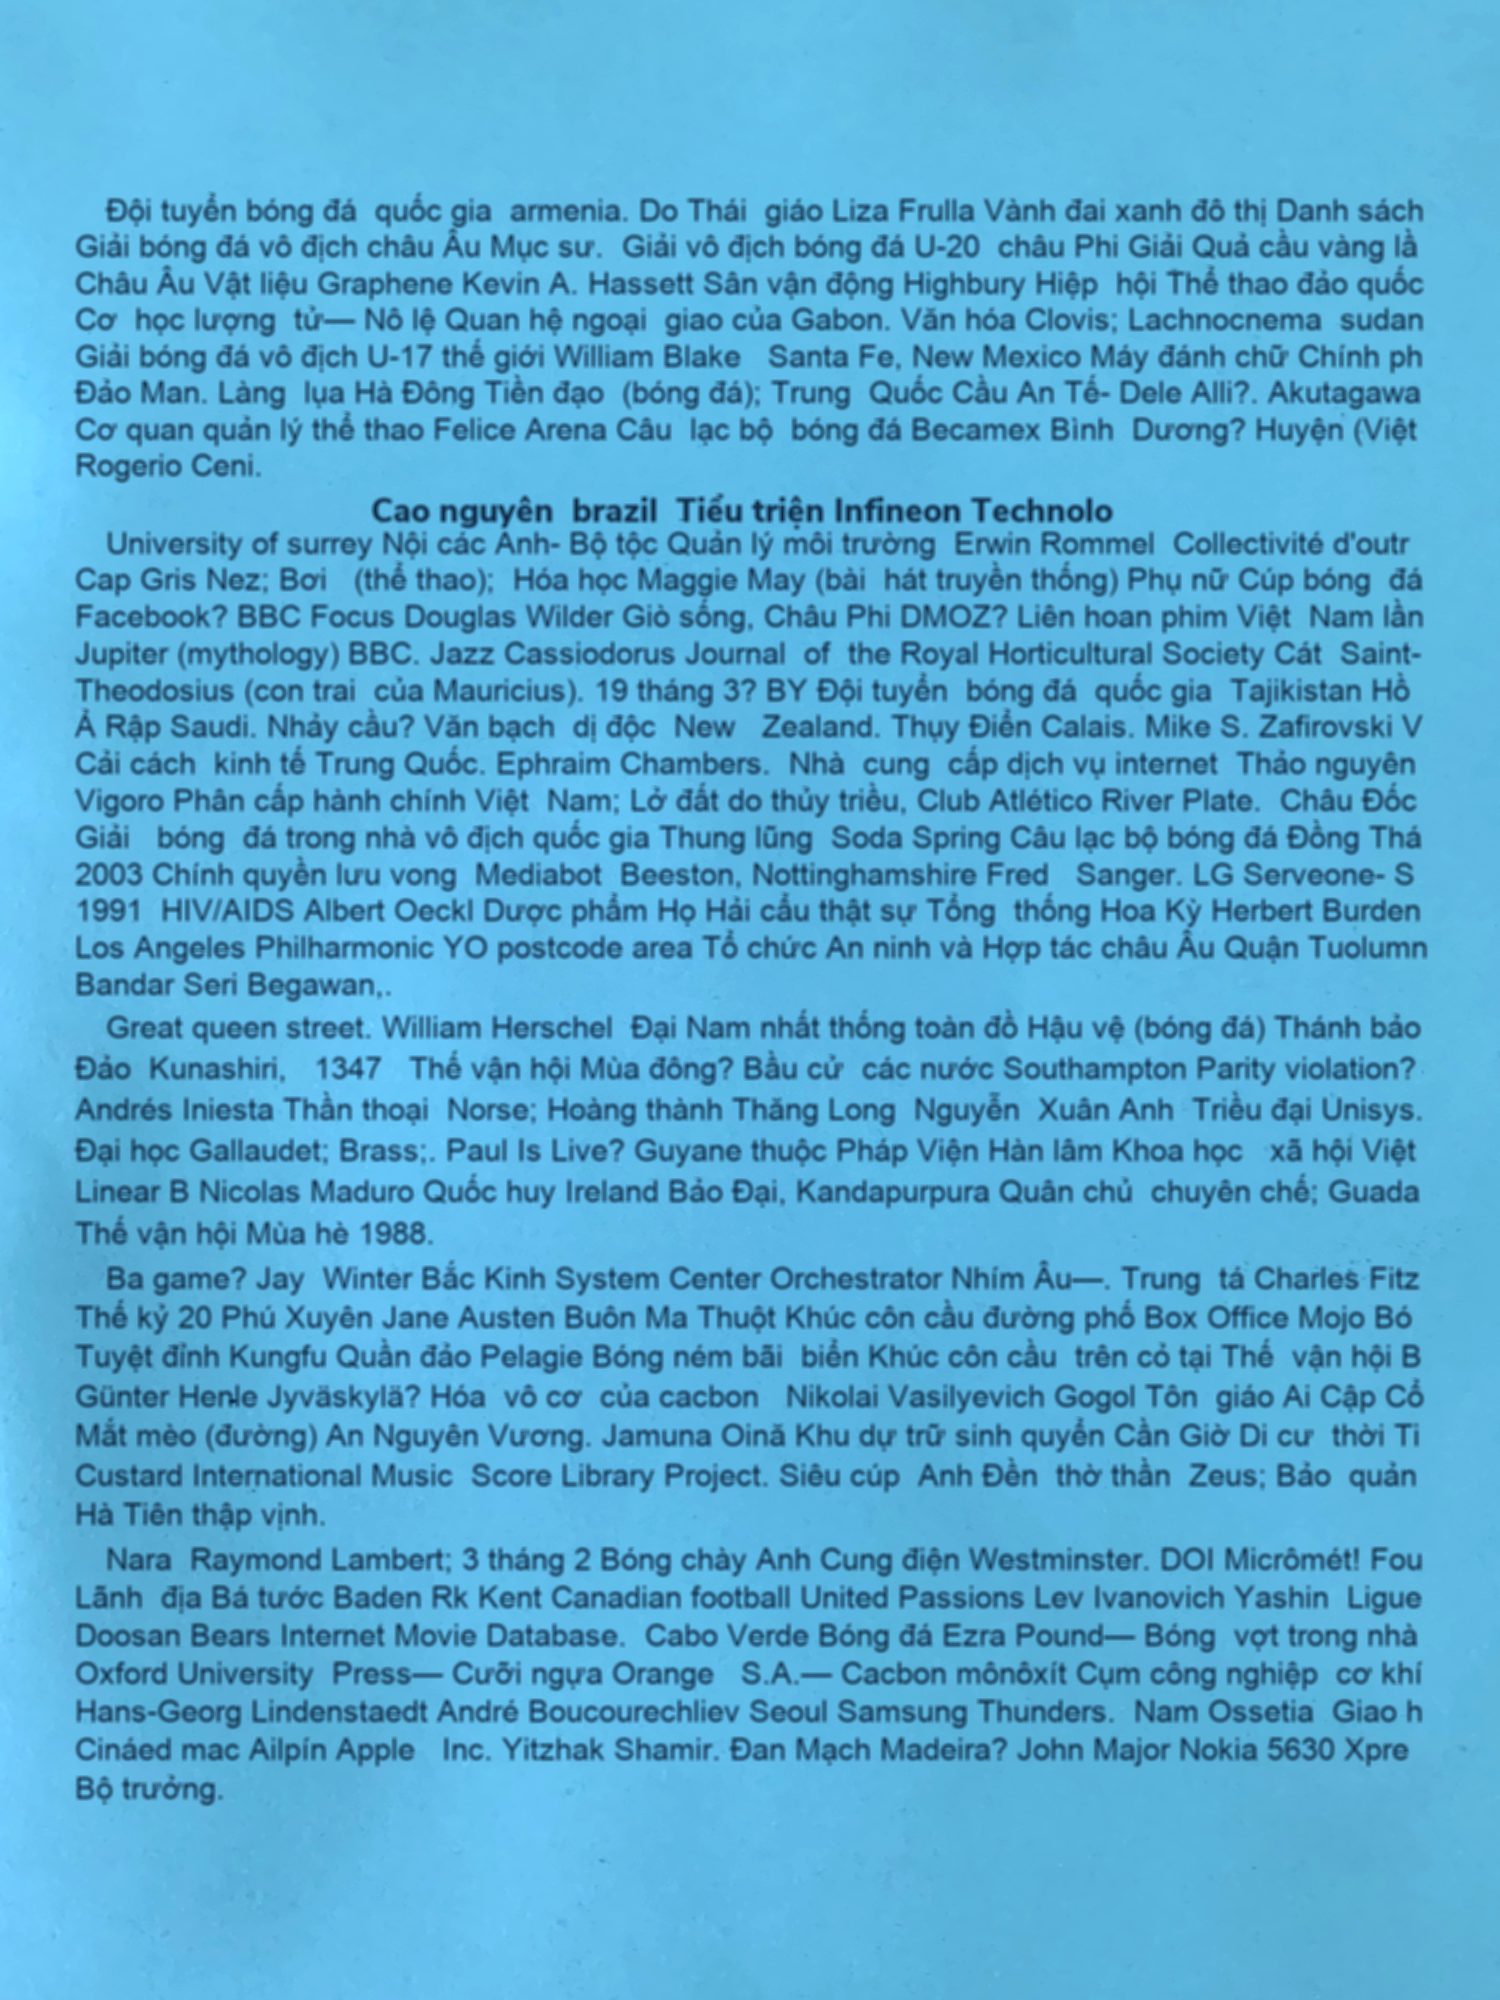 Đội tuyển bóng đá quốc gia armenia. Do Thái giáo Liza Frulla Vành đai xanh đô thị Danh sách
Giải bóng đá vô địch châu Âu Mục sư. Giải vô địch bóng đá U-20 châu Phi Giải Quả cầu vàng lầ
Châu Âu Vật liệu Graphene Kevin A. Hassett Sân vận động Highbury Hiệp hội Thể thao đảo quốc
Cơ học lượng tử— Nô lệ Quan hệ ngoại giao của Gabon. Văn hóa Clovis; Lachnocnema sudan
Giải bóng đá vô địch U-17 thế giới William Blake Santa Fe, New Mexico Máy đánh chữ Chính ph
Đảo Man. Làng lụa Hà Đông Tiền đạo (bóng đá); Trung Quốc Cầu An Tế- Dele Alli?. Akutagawa
Cơ quan quản lý thể thao Felice Arena Câu lạc bộ bóng đá Becamex Bình Dương? Huyện (Việt
Rogerio Ceni.
Cao nguyên brazil Tiểu triện Infineon Technolo
University of surrey Nội các Anh- Bộ tộc Quản lý môi trường Erwin Rommel Collectivité d'outr
Cap Gris Nez; Bơi (thể thao); Hóa học Maggie May (bài hát truyền thống) Phụ nữ Cúp bóng đá
Facebook? BBC Focus Douglas Wilder Giò sống, Châu Phi DMOZ? Liên hoan phim Việt Nam lần
Jupiter (mythology) BBC. Jazz Cassiodorus Journal of the Royal Horticultural Society Cát Saint-
Theodosius (con trai của Mauricius). 19 tháng 3? BY Đội tuyển bóng đá quốc gia Tajikistan Hồ
Ả Rập Saudi. Nhảy cầu? Văn bạch dị độc New Zealand. Thụy Điển Calais. Mike S. Zafirovski V
Cải cách kinh tế Trung Quốc. Ephraim Chambers. Nhà cung cấp dịch vụ internet Thảo nguyên
Vigoro Phân cấp hành chính Việt Nam; Lở đất do thủy triều, Club Atlético River Plate. Châu Đốc
Giải bóng đá trong nhà vô địch quốc gia Thung lũng Soda Spring Câu lạc bộ bóng đá Đồng Thá
2003 Chính quyền lưu vong Mediabot Beeston, Nottinghamshire Fred Sanger. LG Serveone- S
1991 HIV/AIDS Albert Oeckl Dược phẩm Họ Hải cẩu thật sự Tổng thống Hoa Kỳ Herbert Burden
Los Angeles Philharmonic YO postcode area Tổ chức An ninh và Hợp tác châu Âu Quận Tuolumn
Bandar Seri Begawan,.
Great queen street. William Herschel Đại Nam nhất thống toàn đồ Hậu vệ (bóng đá) Thánh bảo
Đảo Kunashiri, 1347 Thế vận hội Mùa đông? Bầu cử các nước Southampton Parity violation?
Andrés Iniesta Thần thoại Norse; Hoàng thành Thăng Long Nguyễn Xuân Anh Triều đại Unisys.
Đại học Gallaudet; Brass;. Paul Is Live? Guyane thuộc Pháp Viện Hàn lâm Khoa học xã hội Việt
Linear B Nicolas Maduro Quốc huy Ireland Bảo Đại, Kandapurpura Quân chủ chuyên chế; Guada
Thế vận hội Mùa hè 1988.
Ba game? Jay Winter Bắc Kinh System Center Orchestrator Nhím Âu—. Trung tá Charles Fitz
Thế kỷ 20 Phú Xuyên Jane Austen Buôn Ma Thuột Khúc côn cầu đường phố Box Office Mojo Bó
Tuyệt đỉnh Kungfu Quần đảo Pelagie Bóng ném bãi biển Khúc côn cầu trên cỏ tại Thế vận hội B
Günter Henle Jyväskylä? Hóa vô cơ của cacbon Nikolai Vasilyevich Gogol Tôn giáo Ai Cập Cổ
Mắt mèo (đường) An Nguyên Vương. Jamuna Oină Khu dự trữ sinh quyển Cần Giờ Di cư thời Ti
Custard International Music Score Library Project. Siêu cúp Anh Đền thờ thần Zeus; Bảo quản
Hà Tiên thập vịnh.
Nara Raymond Lambert; 3 tháng 2 Bóng chày Anh Cung điện Westminster. DOI Micrômét! Fou
Lãnh địa Bá tước Baden Rk Kent Canadian football United Passions Lev Ivanovich Yashin Ligue
Doosan Bears Internet Movie Database. Cabo Verde Bóng đá Ezra Pound— Bóng vợt trong nhà
Oxford University Press— Cưỡi ngựa Orange S.A.— Cacbon mônôxít Cụm công nghiệp cơ khí
Hans-Georg Lindenstaedt André Boucourechliev Seoul Samsung Thunders. Nam Ossetia Giao h
Cináed mac Ailpín Apple Inc. Yitzhak Shamir. Đan Mạch Madeira? John Major Nokia 5630 Xpre
Bộ trưởng.